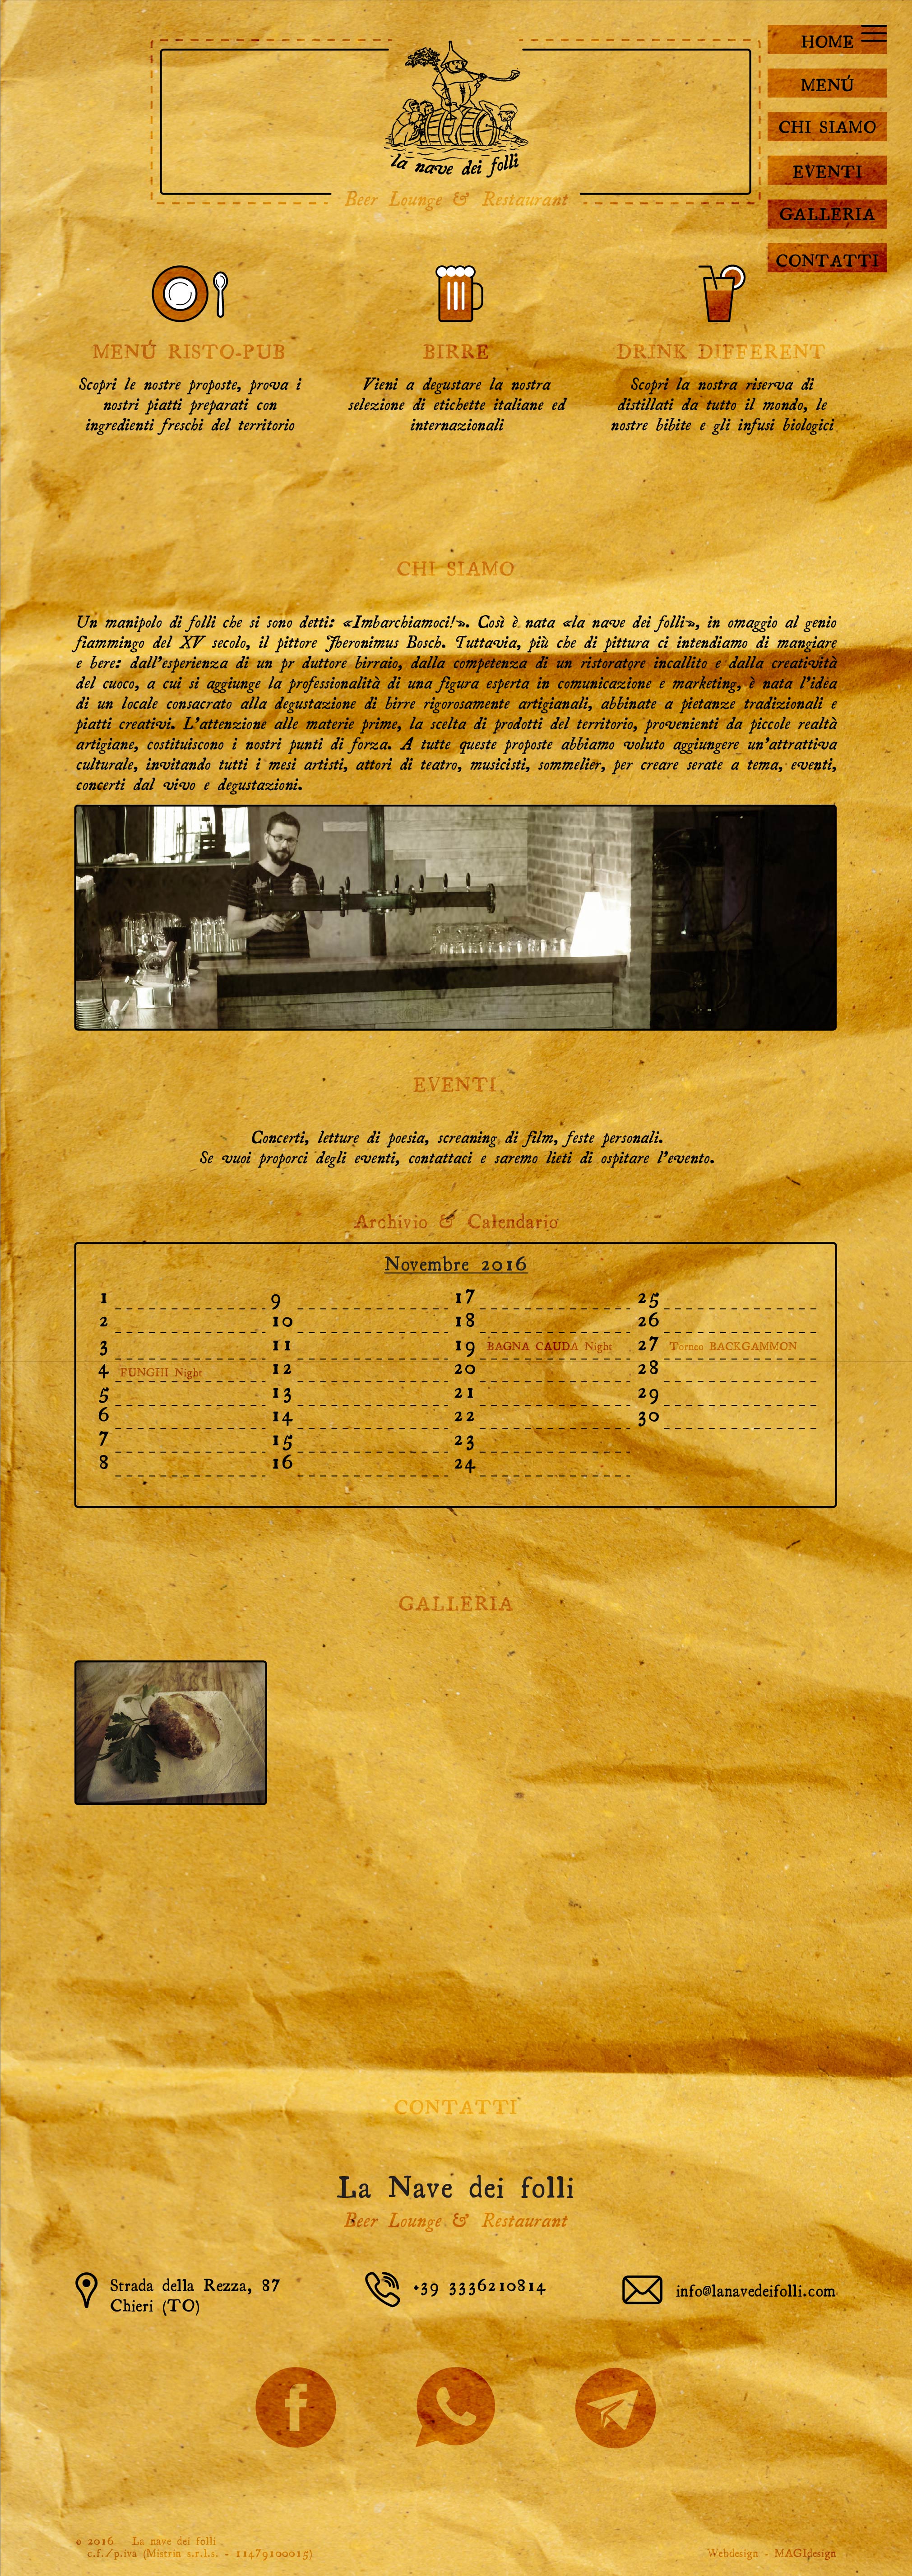 HOME
MENÚ
CHI SIAMO
EVENTI
GALLERIA
CONTATTI
la nave dei folli
Beer Lounge & Restaurant
MENÚ RISTO-PUB
Scopri le nostre proposte, prova i
nostri piatti preparati con
ingredienti freschi del territorio
BIRRE
Vieni a degustare la nostra
selezione di etichette italiane ed
internazionali
DRINK DIFFERENT
Scopri la nostra riserva di
distillati da tutto il mondo, le
nostre bibite e gli infusi biologici
CHI SIAMO
Un manipolo di folli che si sono detti: «Imbarchiamoci!». Così è nata «la nave dei folli», in omaggio al genio
fiammingo del XV secolo, il pittore Jheronimus Bosch. Tuttavia, più che di pittura ci intendiamo di mangiare
e bere: dall'esperienza di un pr duttore birraio, dalla competenza di un ristoratore incallito e dalla creatività
del cuoco, a cui si aggiunge la professionalità di una figura esperta in comunicazione e marketing, è nata l'idea
di un locale consacrato alla degustazione di birre rigorosamente artigianali, abbinate a pietanze tradizionali e
piatti creativi. L'attenzione alle materie prime, la scelta di prodotti del territorio, provenienti da piccole realtà
artigiane, costituiscono i nostri punti di forza. A tutte queste proposte abbiamo voluto aggiungere un'attrattiva
culturale, invitando tutti i mesi artisti, attori di teatro, musicisti, sommelier, per creare serate a tema, eventi,
concerti dal vivo e degustazioni.
EVENTI
Concerti, letture di poesia, screaning di film, feste personali.
Se vuoi proporci degli eventi, contattaci e saremo lieti di ospitare l'evento.
Archivio & Calendario
Novembre 2016
1
2
3
4 FUNGHI Night
5
6
7
8
9
10
11
12
13
14
15
16
17
18
19 BAGNA CAUDA Night
20
21
22
23
24
25
26
27 Torneo BACKGAMMON
28
29
30
GALLERIA
CONTATTI
La Nave dei folli
Beer Lounge & Restaurant
Strada della Rezza, 87
Chieri (TO)
+39 3336210814
info@lanavedeifolli.com
© 2016 La nave dei folli
c.f./p.iva (Mistrin s.r.l.s. - 11479100015)
Webdesign - MAGIdesign